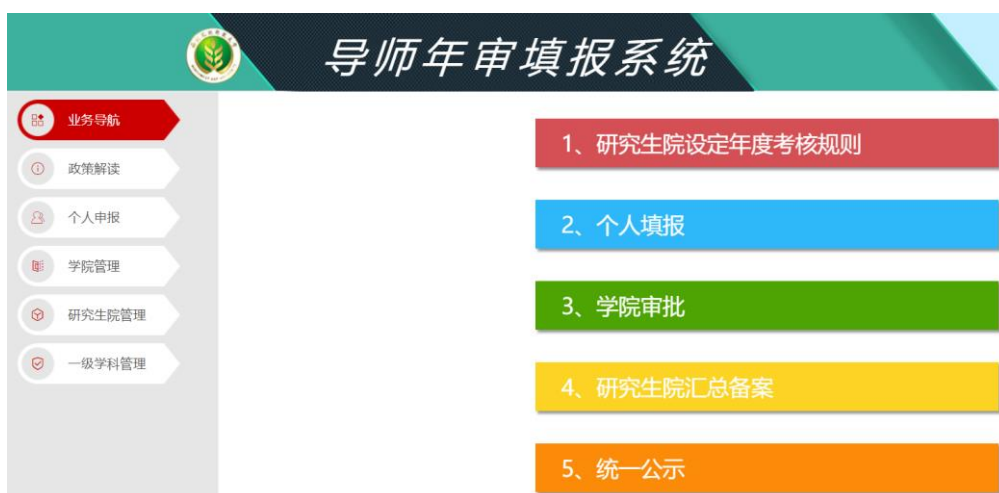 导师年审填报系统
业务导航
政策解读
个人申报
学院管理
研究生院管理
一级学科管理
1、研究生院设定年度考核规则
2、个人填报
3、学院审批
4、研究生院汇总备案
5、统一公示